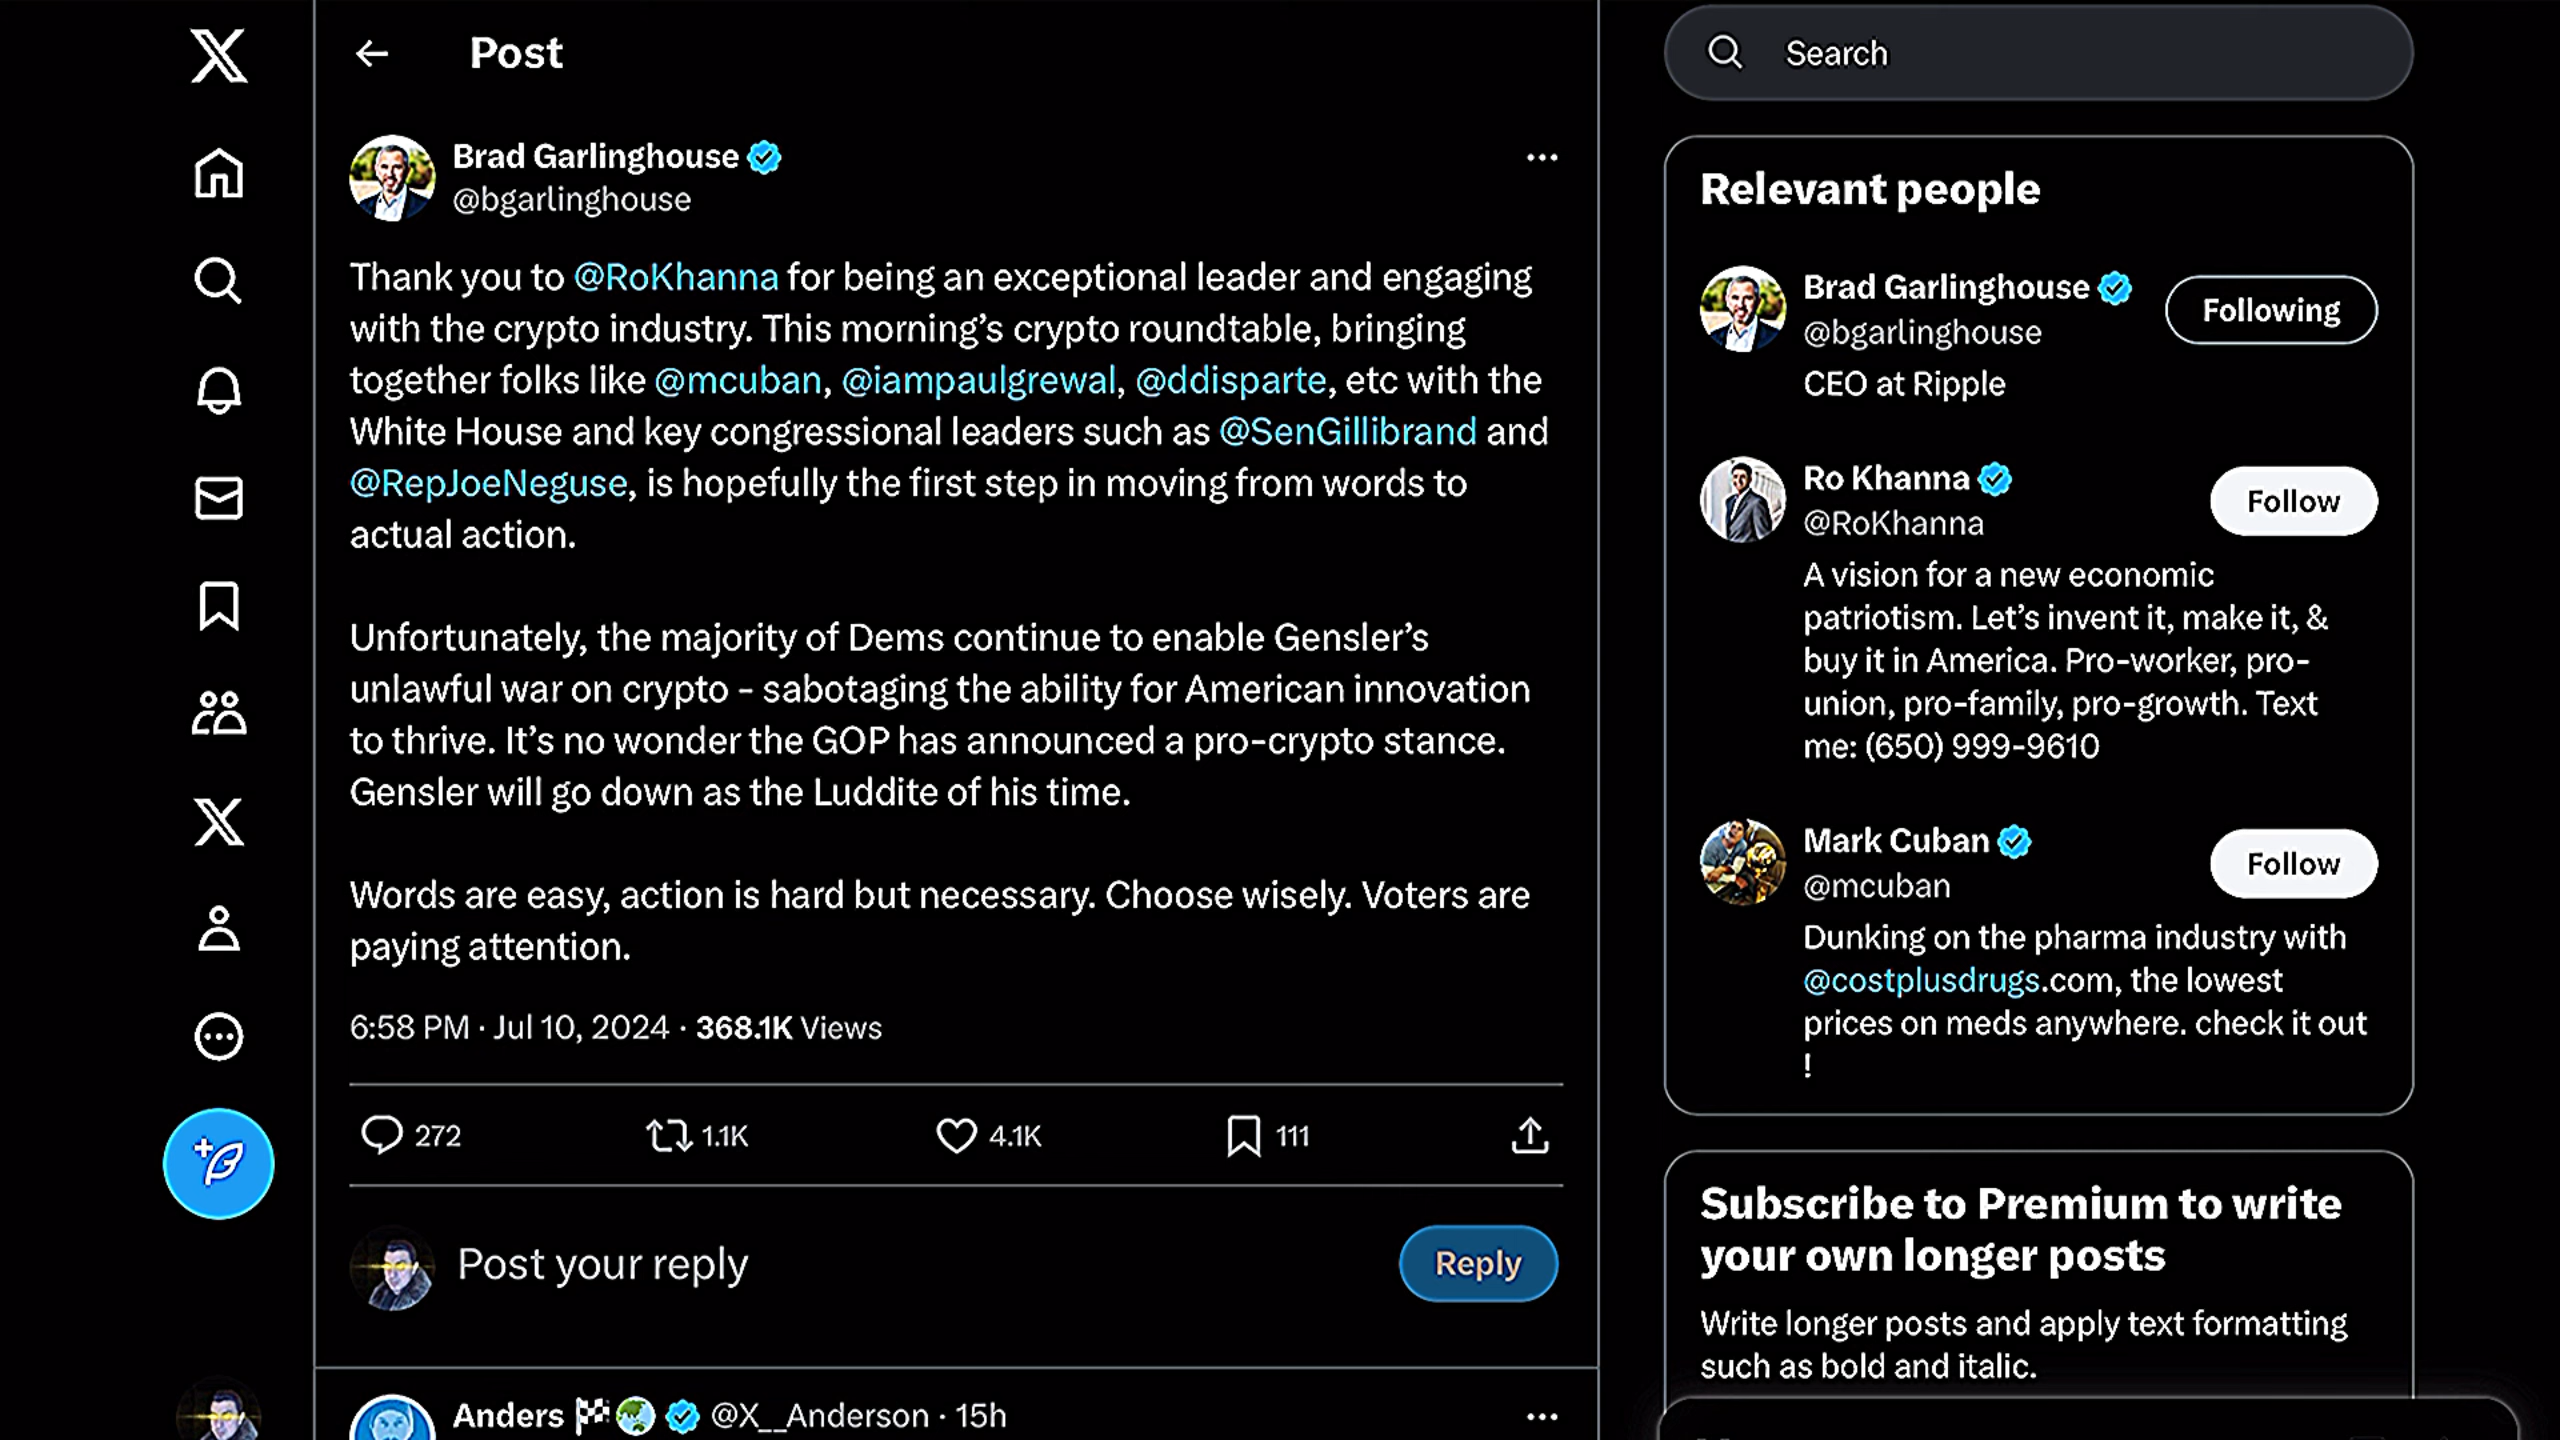 Post
Brad Garlinghouse
@bgarlinghouse
Thank you to @RoKhanna for being an exceptional leader and engaging
with the crypto industry. This morning’s crypto roundtable, bringing
together folks like @mcuban, @iampaulgrewal, @ddisparte, etc with the
White House and key congressional leaders such as @SenGillibrand and
@RepJoeNeguse, is hopefully the first step in moving from words to
actual action.
Unfortunately, the majority of Dems continue to enable Gensler’s
unlawful war on crypto - sabotaging the ability for American innovation
to thrive. It’s no wonder the GOP has announced a pro-crypto stance.
Gensler will go down as the Luddite of his time.
Words are easy, action is hard but necessary. Choose wisely. Voters are
paying attention.
6:58 PM · Jul 10, 2024 · 368.1K Views
272 1.1K 4.1K 111
Post your reply
Reply
Anders @X__Anderson · 15h
Search
Relevant people
Brad Garlinghouse
@bgarlinghouse
Following
CEO at Ripple
Ro Khanna
@RoKhanna
Follow
A vision for a new economic
patriotism. Let’s invent it, make it, &
buy it in America. Pro-worker, pro-
union, pro-family, pro-growth. Text
me: (650) 999-9610
Mark Cuban
@mcuban
Follow
Dunking on the pharma industry with
@costplusdrugs.com, the lowest
prices on meds anywhere. check it out
!
Subscribe to Premium to write
your own longer posts
Write longer posts and apply text formatting
such as bold and italic.